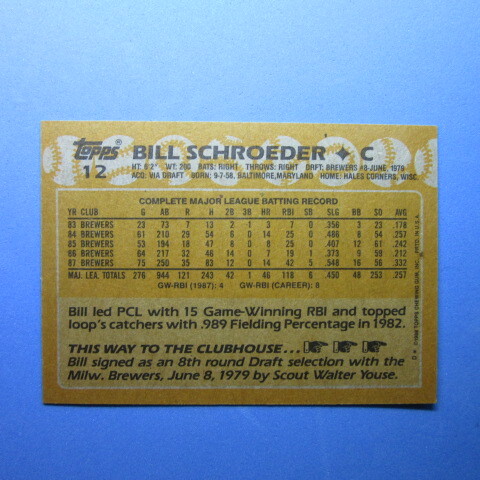 topps®
12
BILL SCHROEDER ✦ C
HT: 6'2" WT: 200 BATS: RIGHT THROWS: RIGHT DRAFT: BREWERS #8-JUNE, 1979
ACQ: VIA DRAFT BORN: 9-7-58, BALTIMORE, MARYLAND HOME: HALES CORNERS, WISC.
COMPLETE MAJOR LEAGUE BATTING RECORD
YR CLUB G AB R H 2B 3B HR RBI SB SLG BB SO AVG
83 BREWERS 23 73 7 13 2 1 3 7 0 .356 3 23 .178
84 BREWERS 61 210 29 54 6 0 14 25 0 .486 8 54 .257
85 BREWERS 53 194 18 47 8 0 8 25 0 .407 12 61 .242
86 BREWERS 64 217 32 46 14 0 7 19 1 .373 9 59 .212
87 BREWERS 75 250 35 83 12 0 14 42 5 .548 16 56 .332
MAJ. LEA. TOTALS 276 944 121 243 42 1 46 118 6 .450 48 253 .257
GW-RBI (1987): 4 GW-RBI (CAREER): 8
Bill led PCL with 15 Game-Winning RBI and topped
loop's catchers with .989 Fielding Percentage in 1982.
THIS WAY TO THE CLUBHOUSE...
Bill signed as an 8th round Draft selection with the
Milw. Brewers, June 8, 1979 by Scout Walter Youse.
© 1988 TOPPS CHEWING GUM, INC. PRTD. IN U.S.A.